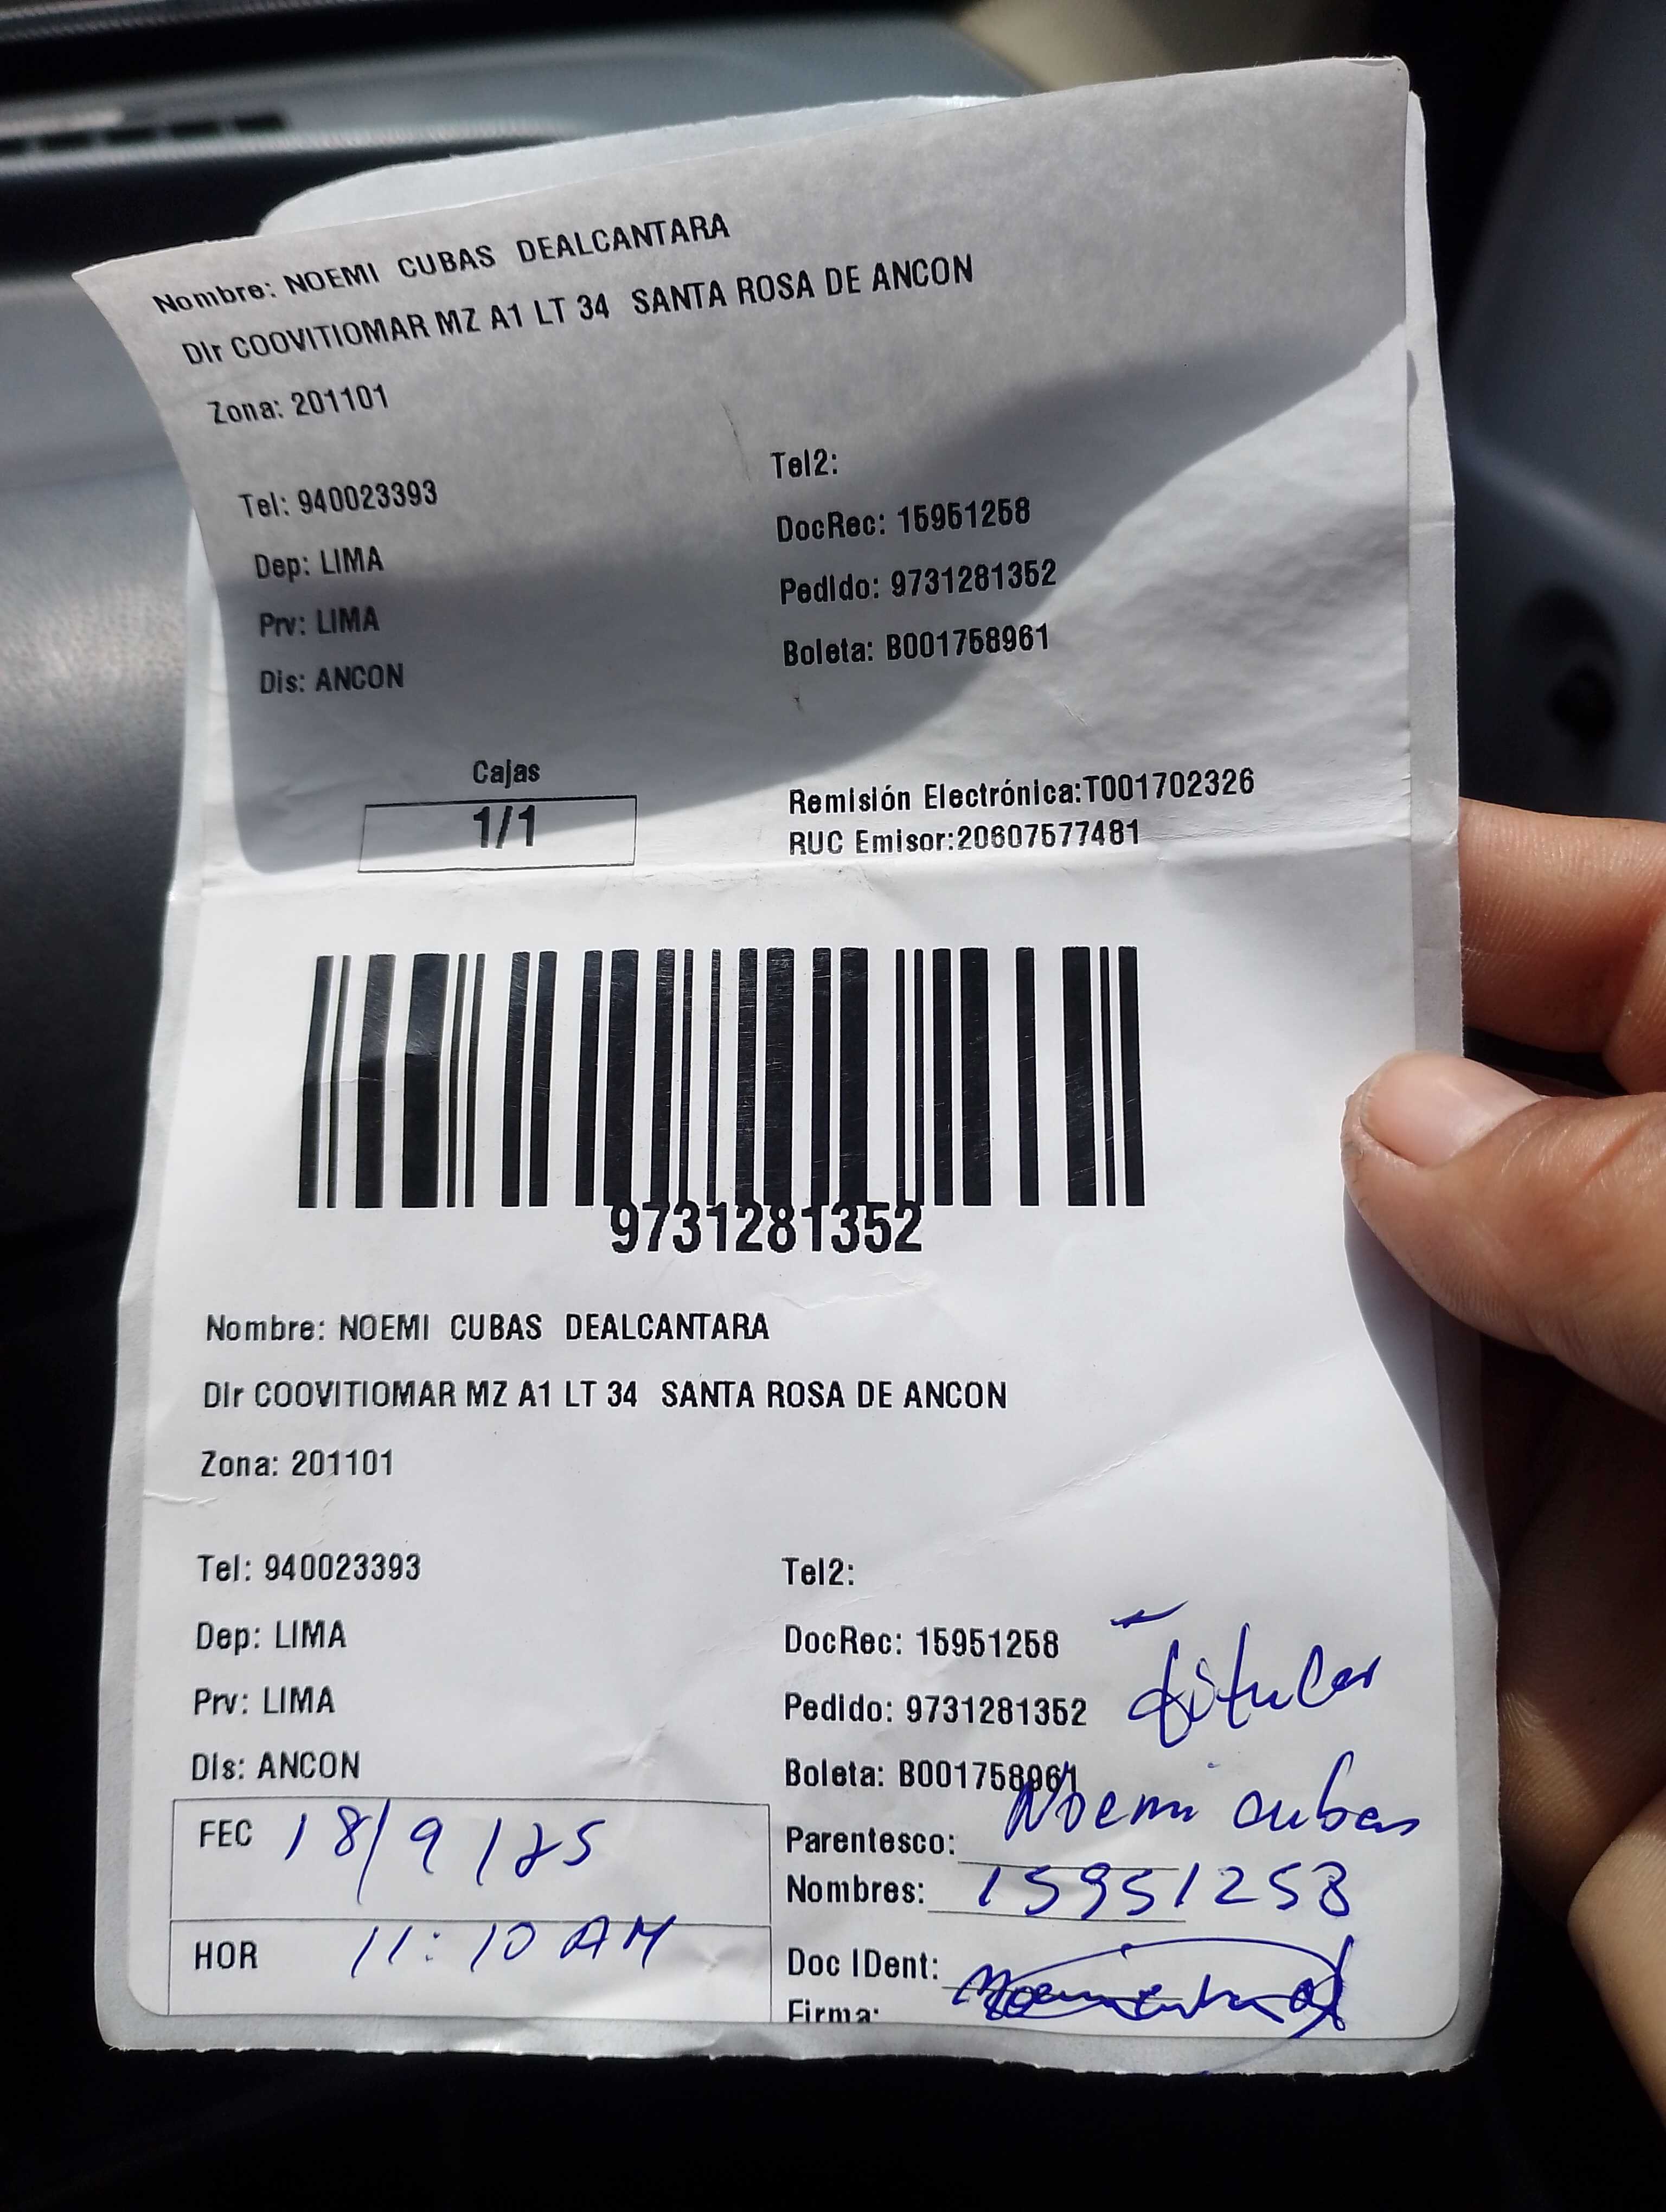 Nombre: NOEMI CUBAS DEALCANTARA
Dir COOVITIOMAR MZ A1 LT 34 SANTA ROSA DE ANCON
Zona: 201101
Tel: 940023393
Tel2:
Dep: LIMA
DocRec: 15951258
Prv: LIMA
Pedido: 9731281352
Dis: ANCON
Boleta: B001758961
Cajas
1/1
Remisión Electrónica:T001702326
RUC Emisor:20607577481
9731281352
Nombre: NOEMI CUBAS DEALCANTARA
Dir COOVITIOMAR MZ A1 LT 34 SANTA ROSA DE ANCON
Zona: 201101
Tel: 940023393
Tel2:
Dep: LIMA
DocRec: 15951258
Prv: LIMA
Pedido: 9731281352
titular
Dis: ANCON
Boleta: B001758961
FEC 18/9/25
Parentesco: Noemi cubas
Nombres: 15951258
HOR 11:10 AM
Doc IDent:
Firma: